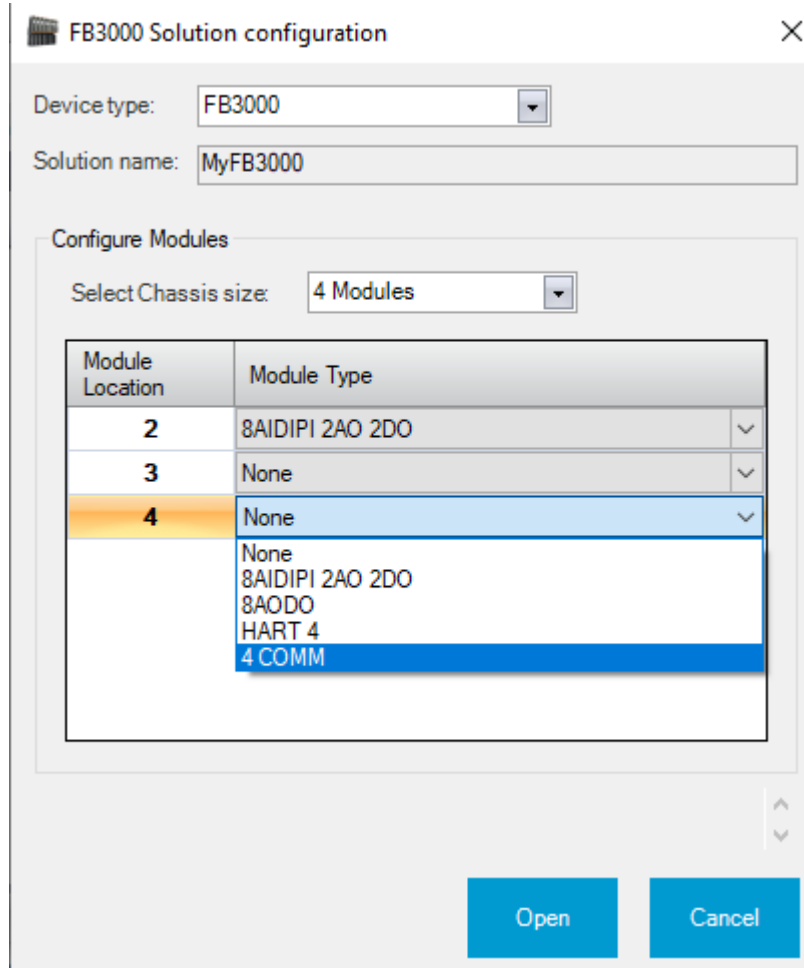 FB3000 Solution configuration
Device type: FB3000
Solution name: MyFB3000
Configure Modules
Select Chassis size: 4 Modules
Module Location Module Type
2 8AIDIPI 2AO 2DO
3 None
4 None
None
8AIDIPI 2AO 2DO
8AODO
HART 4
4 COMM
Open Cancel